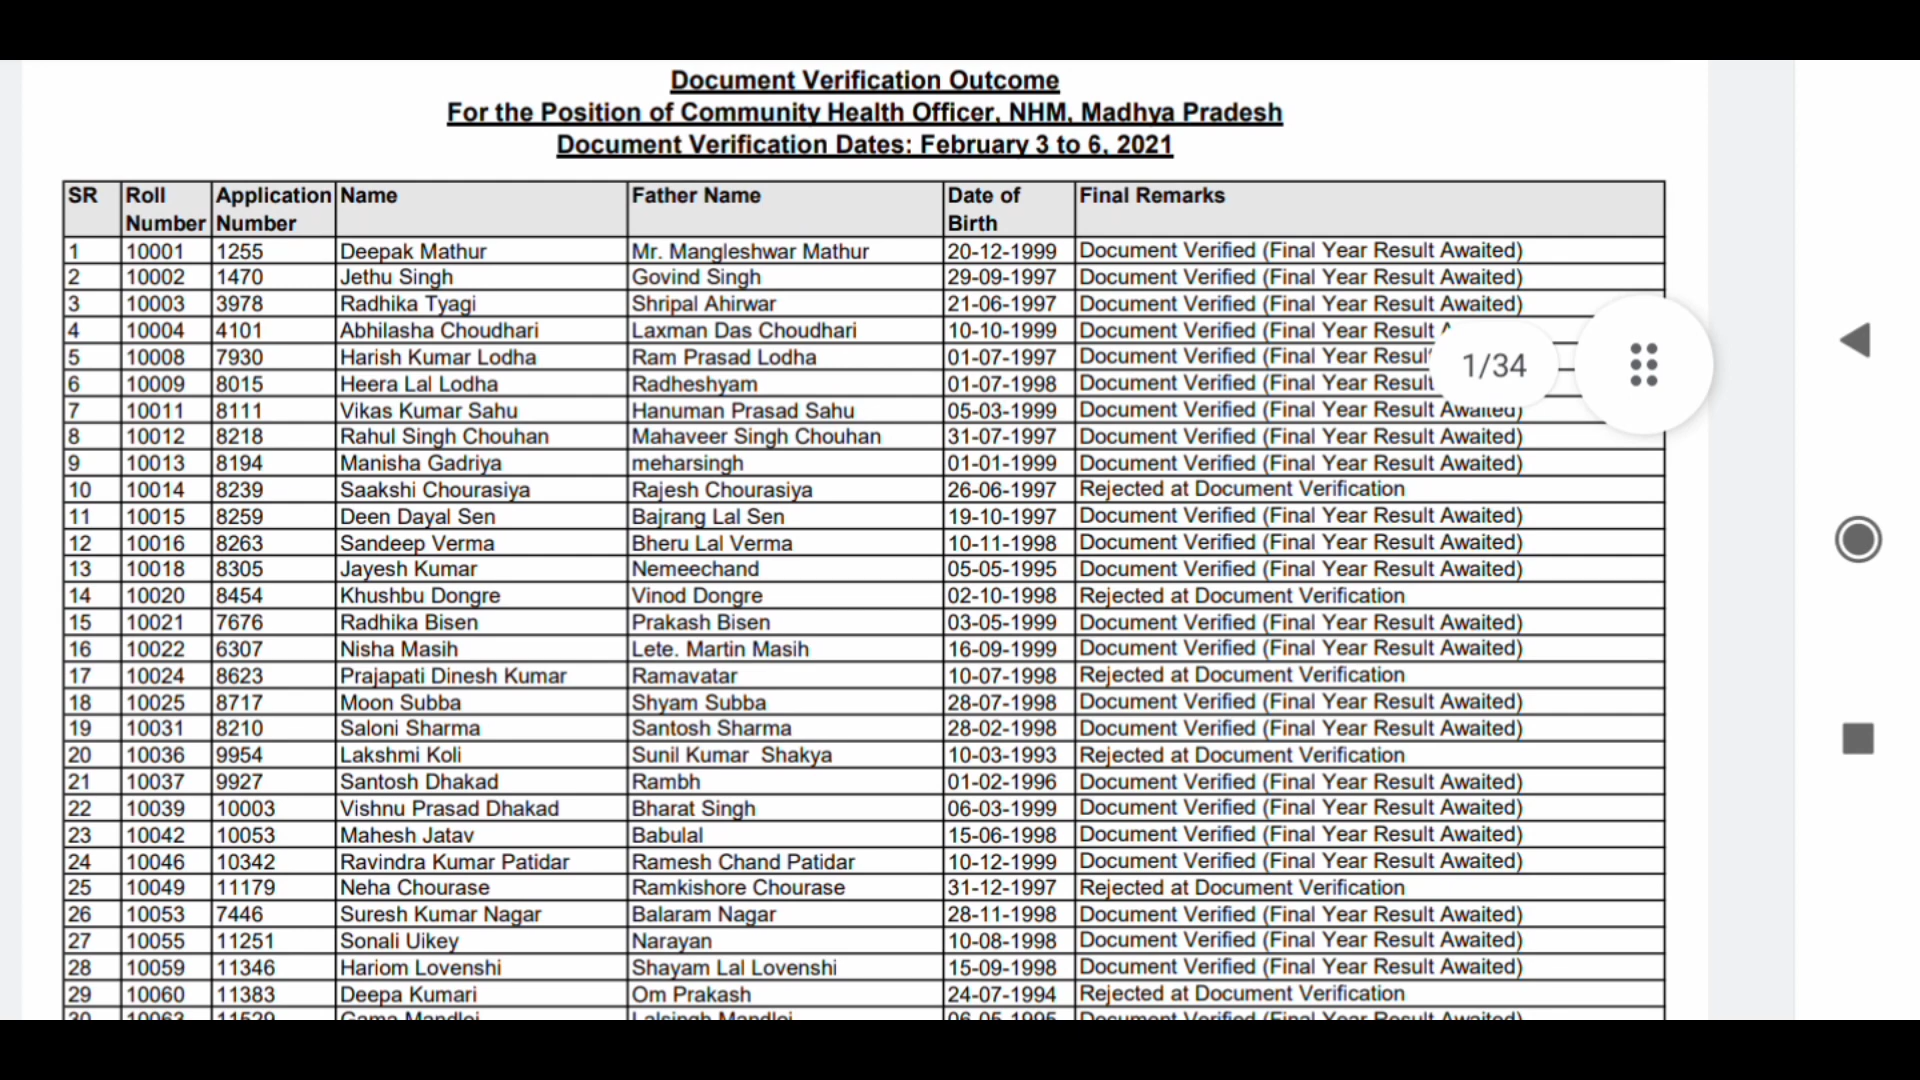 Document Verification Outcome
For the Position of Community Health Officer, NHM, Madhya Pradesh
Document Verification Dates: February 3 to 6, 2021
SR Roll Number Application Number Name Father Name Date of Birth Final Remarks
1 10001 1255 Deepak Mathur Mr. Mangleshwar Mathur 20-12-1999 Document Verified (Final Year Result Awaited)
2 10002 1470 Jethu Singh Govind Singh 29-09-1997 Document Verified (Final Year Result Awaited)
3 10003 3978 Radhika Tyagi Shripal Ahirwar 21-06-1997 Document Verified (Final Year Result Awaited)
4 10004 4101 Abhilasha Choudhari Laxman Das Choudhari 10-10-1999 Document Verified (Final Year Result
5 10008 7930 Harish Kumar Lodha Ram Prasad Lodha 01-07-1997 Document Verified (Final Year Result
1/34
6 10009 8015 Heera Lal Lodha Radheshyam 01-07-1998 Document Verified (Final Year Result
7 10011 8111 Vikas Kumar Sahu Hanuman Prasad Sahu 05-03-1999 Document Verified (Final Year Result Awaited)
8 10012 8218 Rahul Singh Chouhan Mahaveer Singh Chouhan 31-07-1997 Document Verified (Final Year Result Awaited)
9 10013 8194 Manisha Gadriya meharsingh 01-01-1999 Document Verified (Final Year Result Awaited)
10 10014 8239 Saakshi Chourasiya Rajesh Chourasiya 26-06-1997 Rejected at Document Verification
11 10015 8259 Deen Dayal Sen Bajrang Lal Sen 19-10-1997 Document Verified (Final Year Result Awaited)
12 10016 8263 Sandeep Verma Bheru Lal Verma 10-11-1998 Document Verified (Final Year Result Awaited)
13 10018 8305 Jayesh Kumar Nemeechand 05-05-1995 Document Verified (Final Year Result Awaited)
14 10020 8454 Khushbu Dongre Vinod Dongre 02-10-1998 Rejected at Document Verification
15 10021 7676 Radhika Bisen Prakash Bisen 03-05-1999 Document Verified (Final Year Result Awaited)
16 10022 6307 Nisha Masih Lete. Martin Masih 16-09-1999 Document Verified (Final Year Result Awaited)
17 10024 8623 Prajapati Dinesh Kumar Ramavatar 10-07-1998 Rejected at Document Verification
18 10025 8717 Moon Subba Shyam Subba 28-07-1998 Document Verified (Final Year Result Awaited)
19 10031 8210 Saloni Sharma Santosh Sharma 28-02-1998 Document Verified (Final Year Result Awaited)
20 10036 9954 Lakshmi Koli Sunil Kumar Shakya 10-03-1993 Rejected at Document Verification
21 10037 9927 Santosh Dhakad Rambh 01-02-1996 Document Verified (Final Year Result Awaited)
22 10039 10003 Vishnu Prasad Dhakad Bharat Singh 06-03-1999 Document Verified (Final Year Result Awaited)
23 10042 10053 Mahesh Jatav Babulal 15-06-1998 Document Verified (Final Year Result Awaited)
24 10046 10342 Ravindra Kumar Patidar Ramesh Chand Patidar 10-12-1999 Document Verified (Final Year Result Awaited)
25 10049 11179 Neha Chourase Ramkishore Chourase 31-12-1997 Rejected at Document Verification
26 10053 7446 Suresh Kumar Nagar Balaram Nagar 28-11-1998 Document Verified (Final Year Result Awaited)
27 10055 11251 Sonali Uikey Narayan 10-08-1998 Document Verified (Final Year Result Awaited)
28 10059 11346 Hariom Lovenshi Shayam Lal Lovenshi 15-09-1998 Document Verified (Final Year Result Awaited)
29 10060 11383 Deepa Kumari Om Prakash 24-07-1994 Rejected at Document Verification